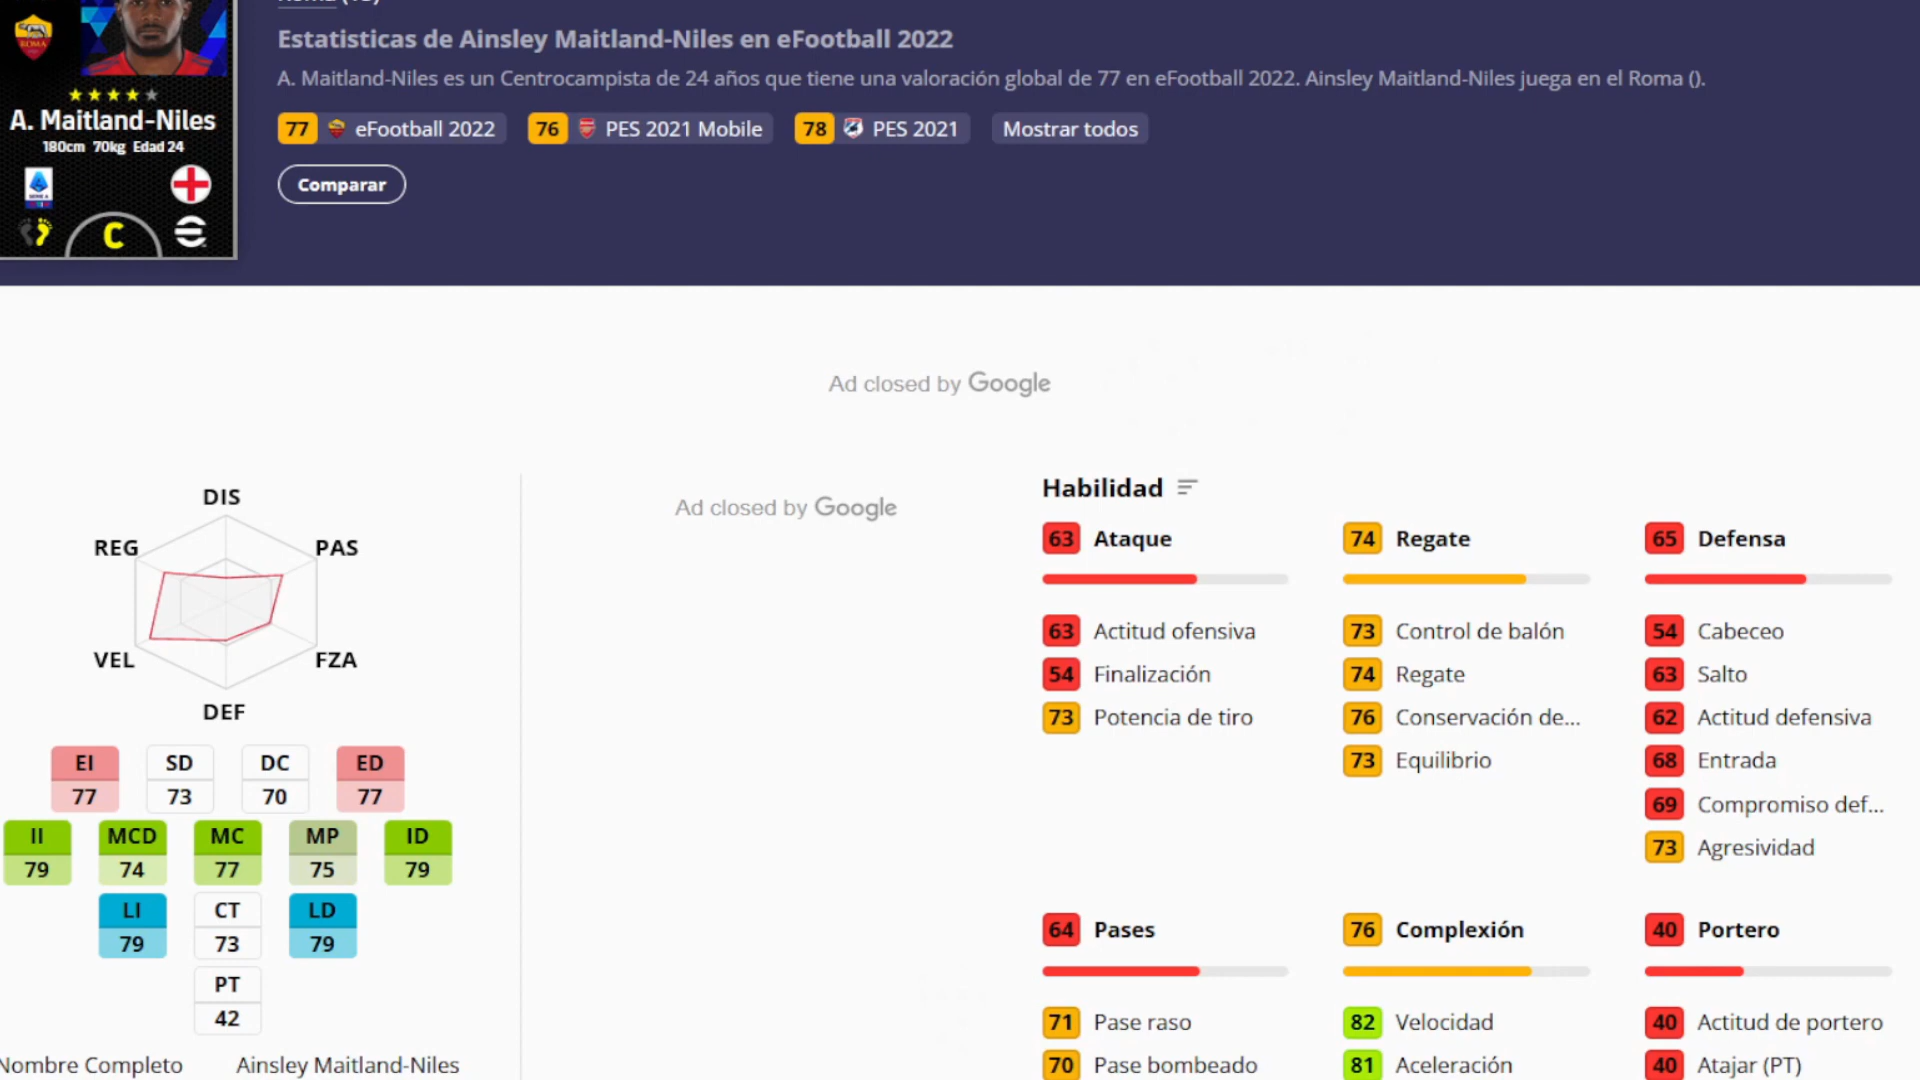 ROMA
A. Maitland-Niles
180cm 70kg Edad 24
C
Estatisticas de Ainsley Maitland-Niles en eFootball 2022
A. Maitland-Niles es un Centrocampista de 24 años que tiene una valoración global de 77 en eFootball 2022. Ainsley Maitland-Niles juega en el Roma ().
77 eFootball 2022 76 PES 2021 Mobile 78 PES 2021 Mostrar todos
Comparar
Ad closed by Google
DIS
REG PAS
VEL FZA
DEF
EI SD DC ED
77 73 70 77
II MCD MC MP ID
79 74 77 75 79
LI CT LD
79 73 79
PT
42
Nombre Completo Ainsley Maitland-Niles
Ad closed by Google
Habilidad
63 Ataque
63 Actitud ofensiva
54 Finalización
73 Potencia de tiro
74 Regate
73 Control de balón
74 Regate
76 Conservación de...
73 Equilibrio
65 Defensa
54 Cabeceo
63 Salto
62 Actitud defensiva
68 Entrada
69 Compromiso def...
73 Agresividad
64 Pases
71 Pase raso
70 Pase bombeado
76 Complexión
82 Velocidad
81 Aceleración
40 Portero
40 Actitud de portero
40 Atajar (PT)